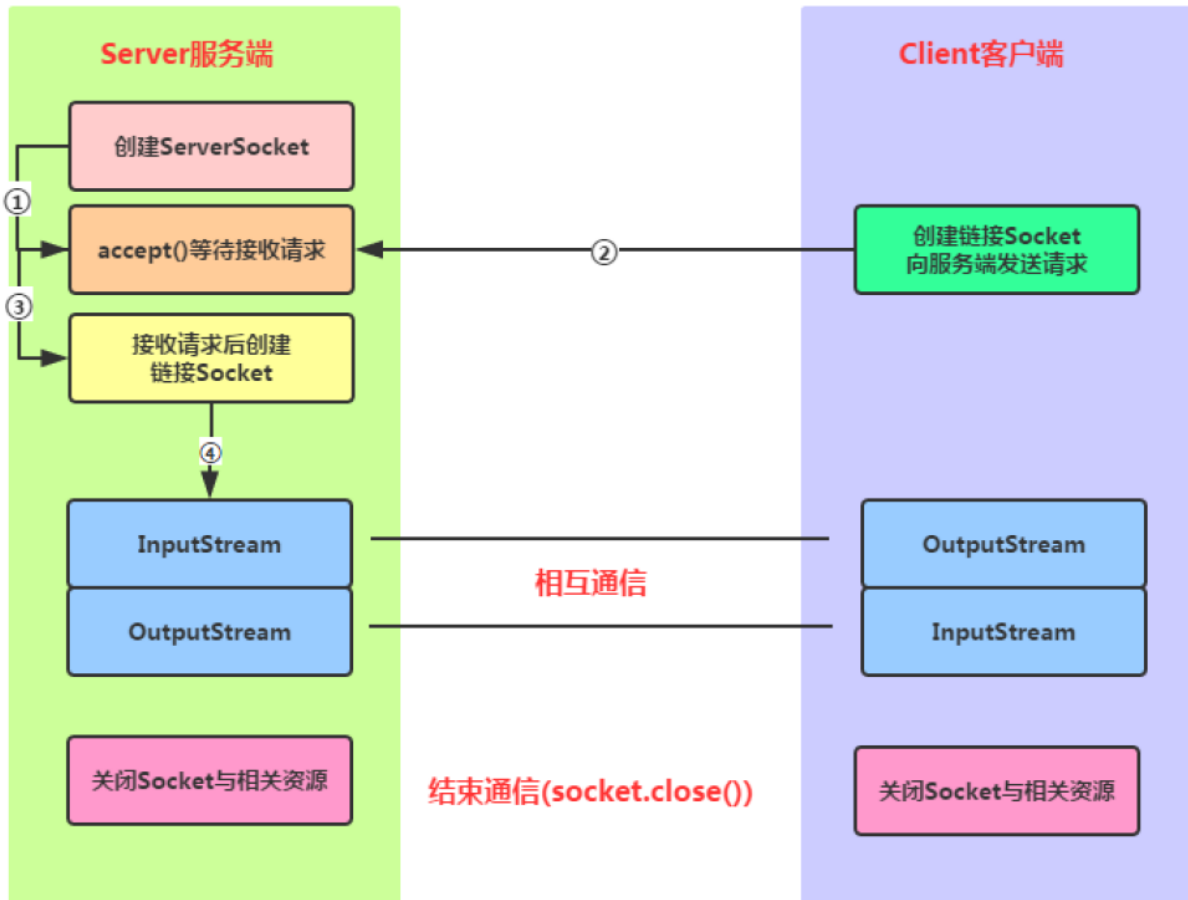 Server服务端
Client客户端
创建ServerSocket
①
accept()等待接收请求
②
创建链接Socket
向服务端发送请求
③
接收请求后创建
链接Socket
④
InputStream
OutputStream
相互通信
OutputStream
InputStream
关闭Socket与相关资源
结束通信(socket.close())
关闭Socket与相关资源